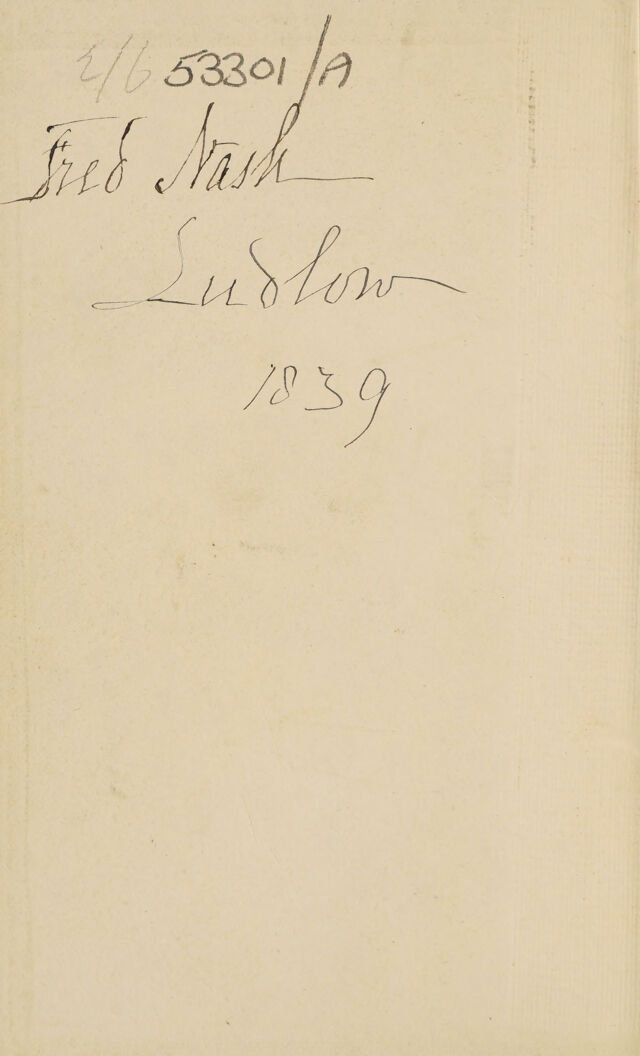 2/6 53301/A
Fred Nash
Ludlow
1839